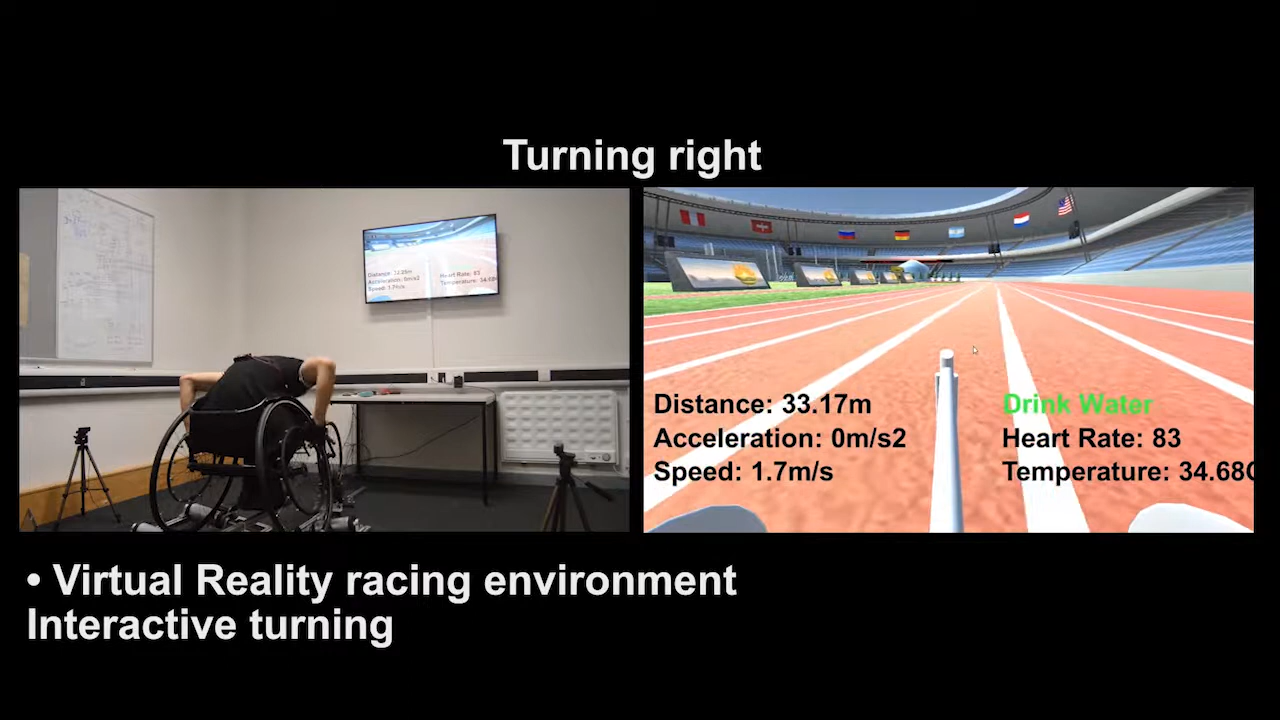 Turning right
Distance: 33.17m
Acceleration: 0m/s2
Speed: 1.7m/s
Drink Water
Heart Rate: 83
Temperature: 34.68
• Virtual Reality racing environment
Interactive turning